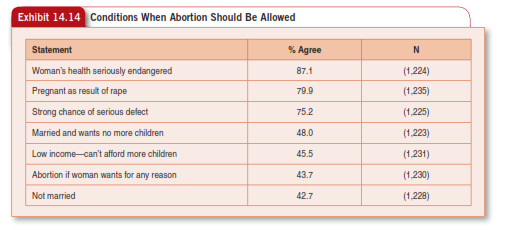 Exhibit 14.14 Conditions When Abortion Should Be Allowed
Statement % Agree N
Woman's health seriously endangered 87.1 (1,224)
Pregnant as result of rape 79.9 (1,235)
Strong chance of serious defect 75.2 (1,225)
Married and wants no more children 48.0 (1,223)
Low income—can't afford more children 45.5 (1,231)
Abortion if woman wants for any reason 43.7 (1,230)
Not married 42.7 (1,228)